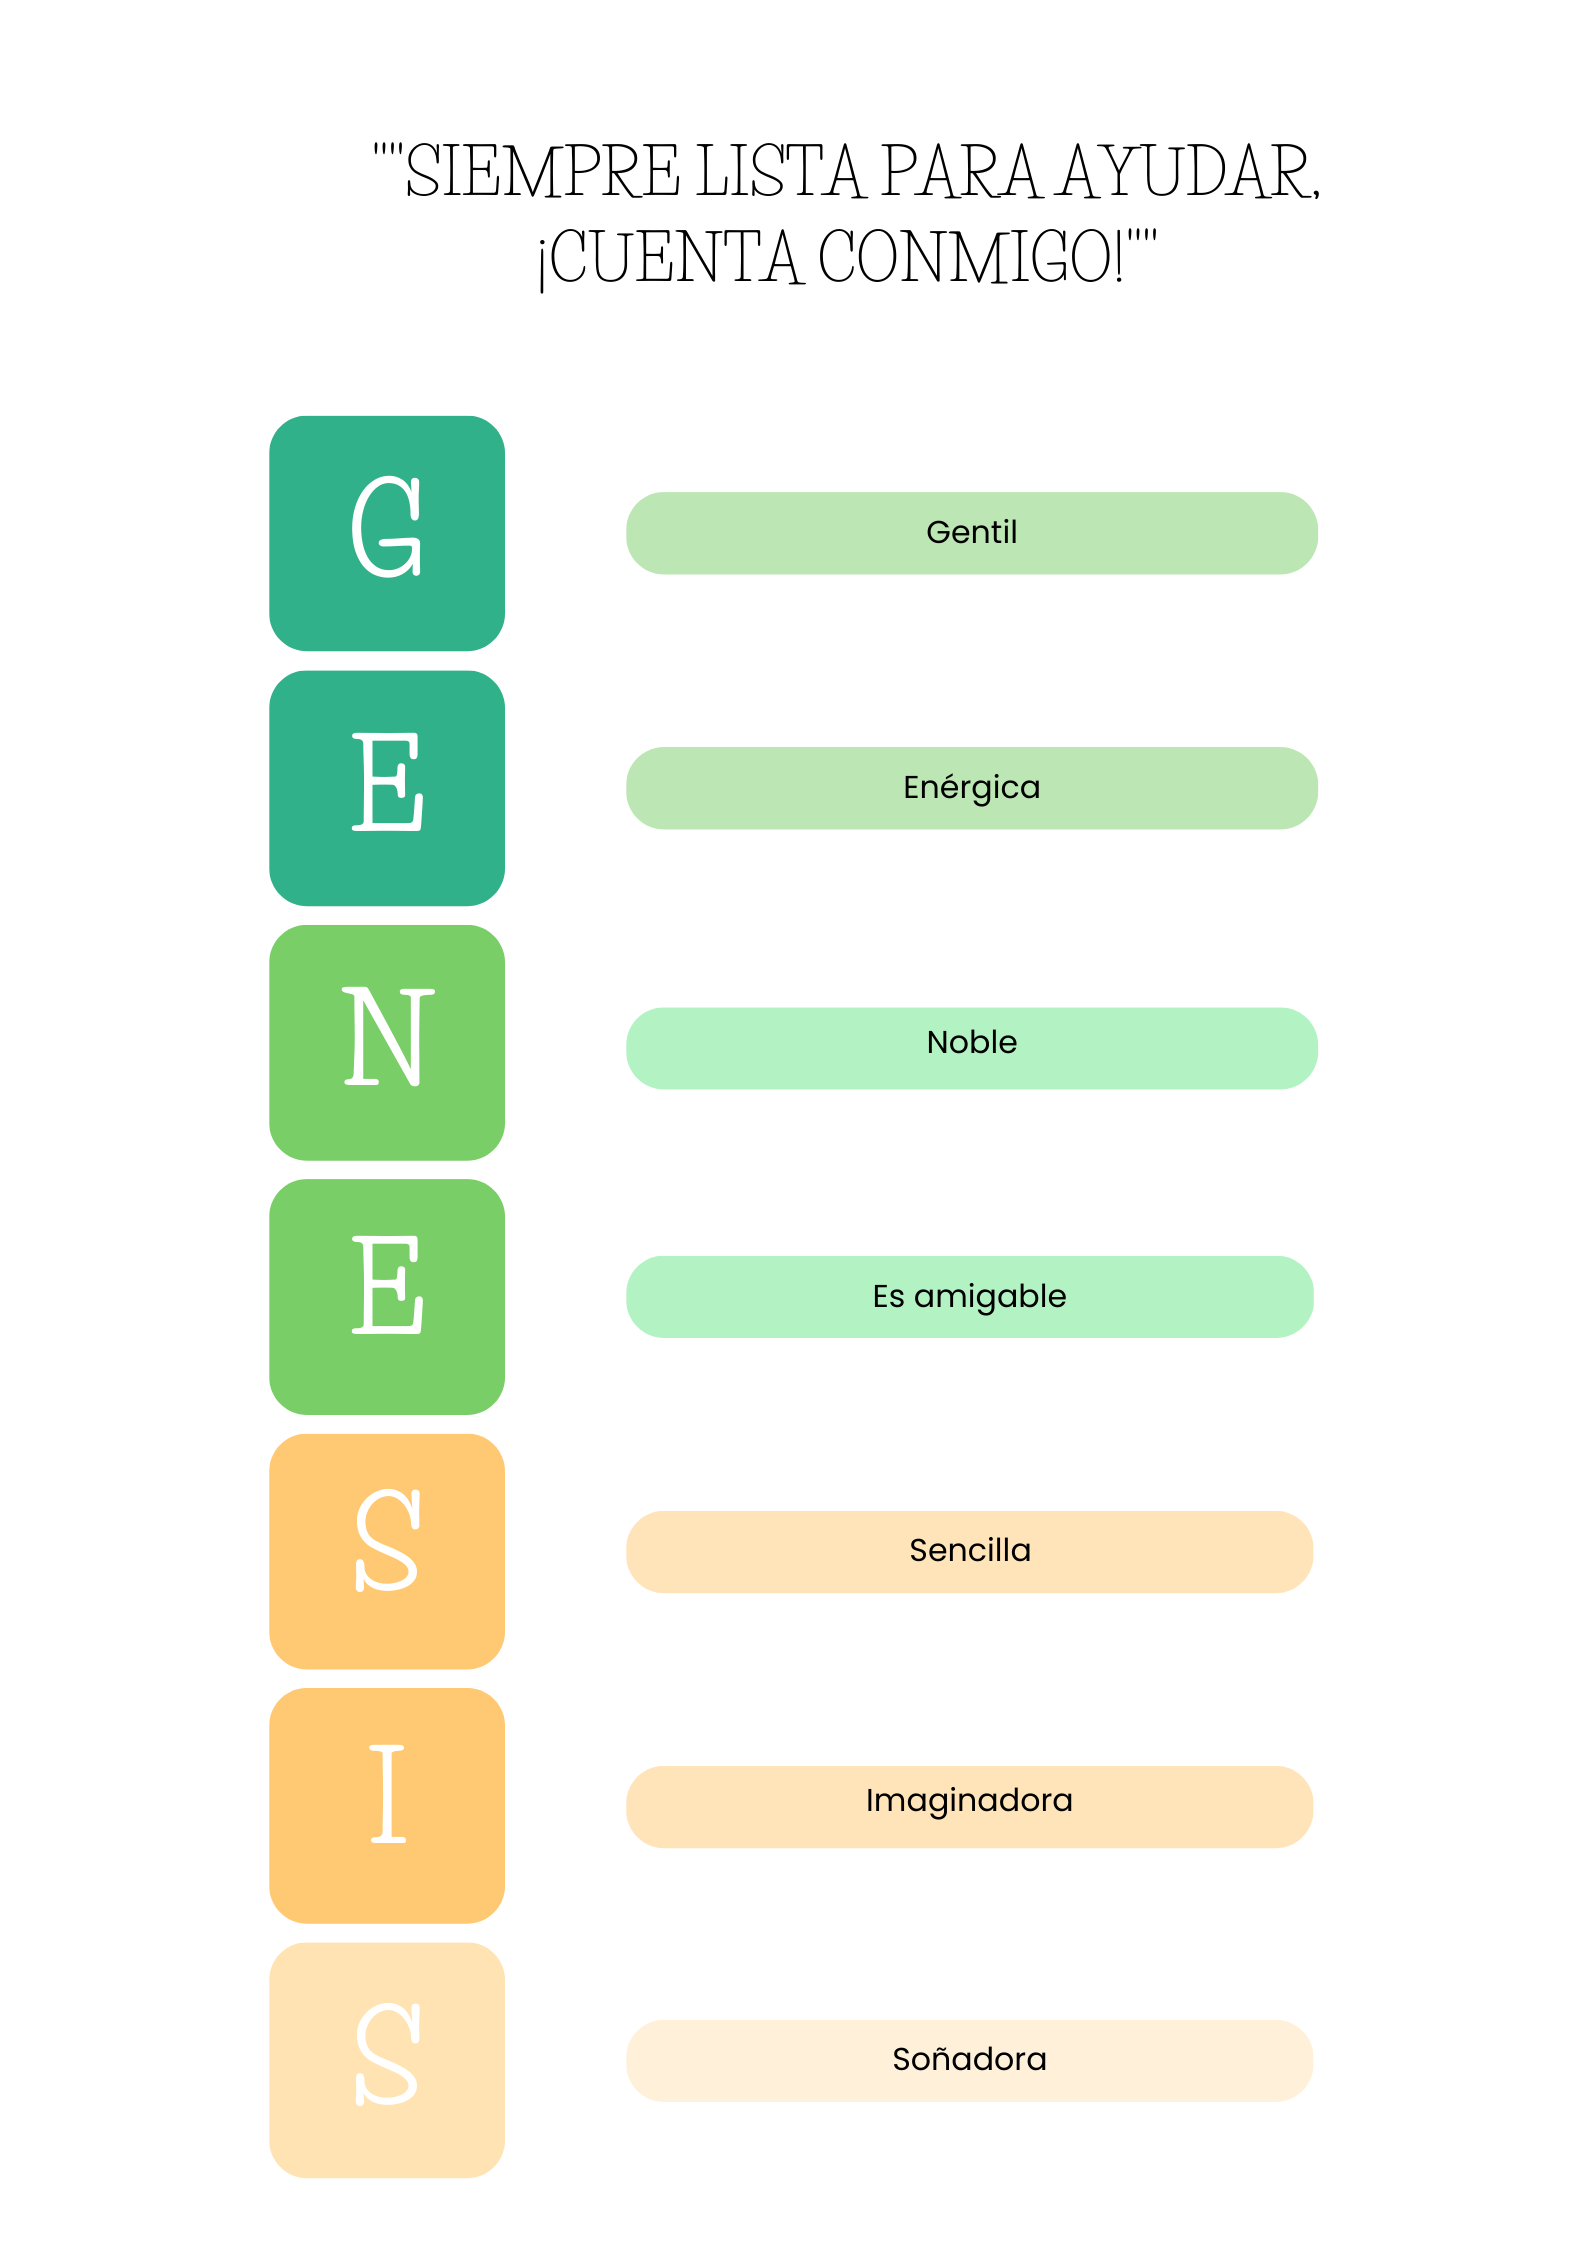 ""SIEMPRE LISTA PARA AYUDAR,
¡CUENTA CONMIGO!""
G
Gentil
E
Enérgica
N
Noble
E
Es amigable
S
Sencilla
I
Imaginadora
S
Soñadora